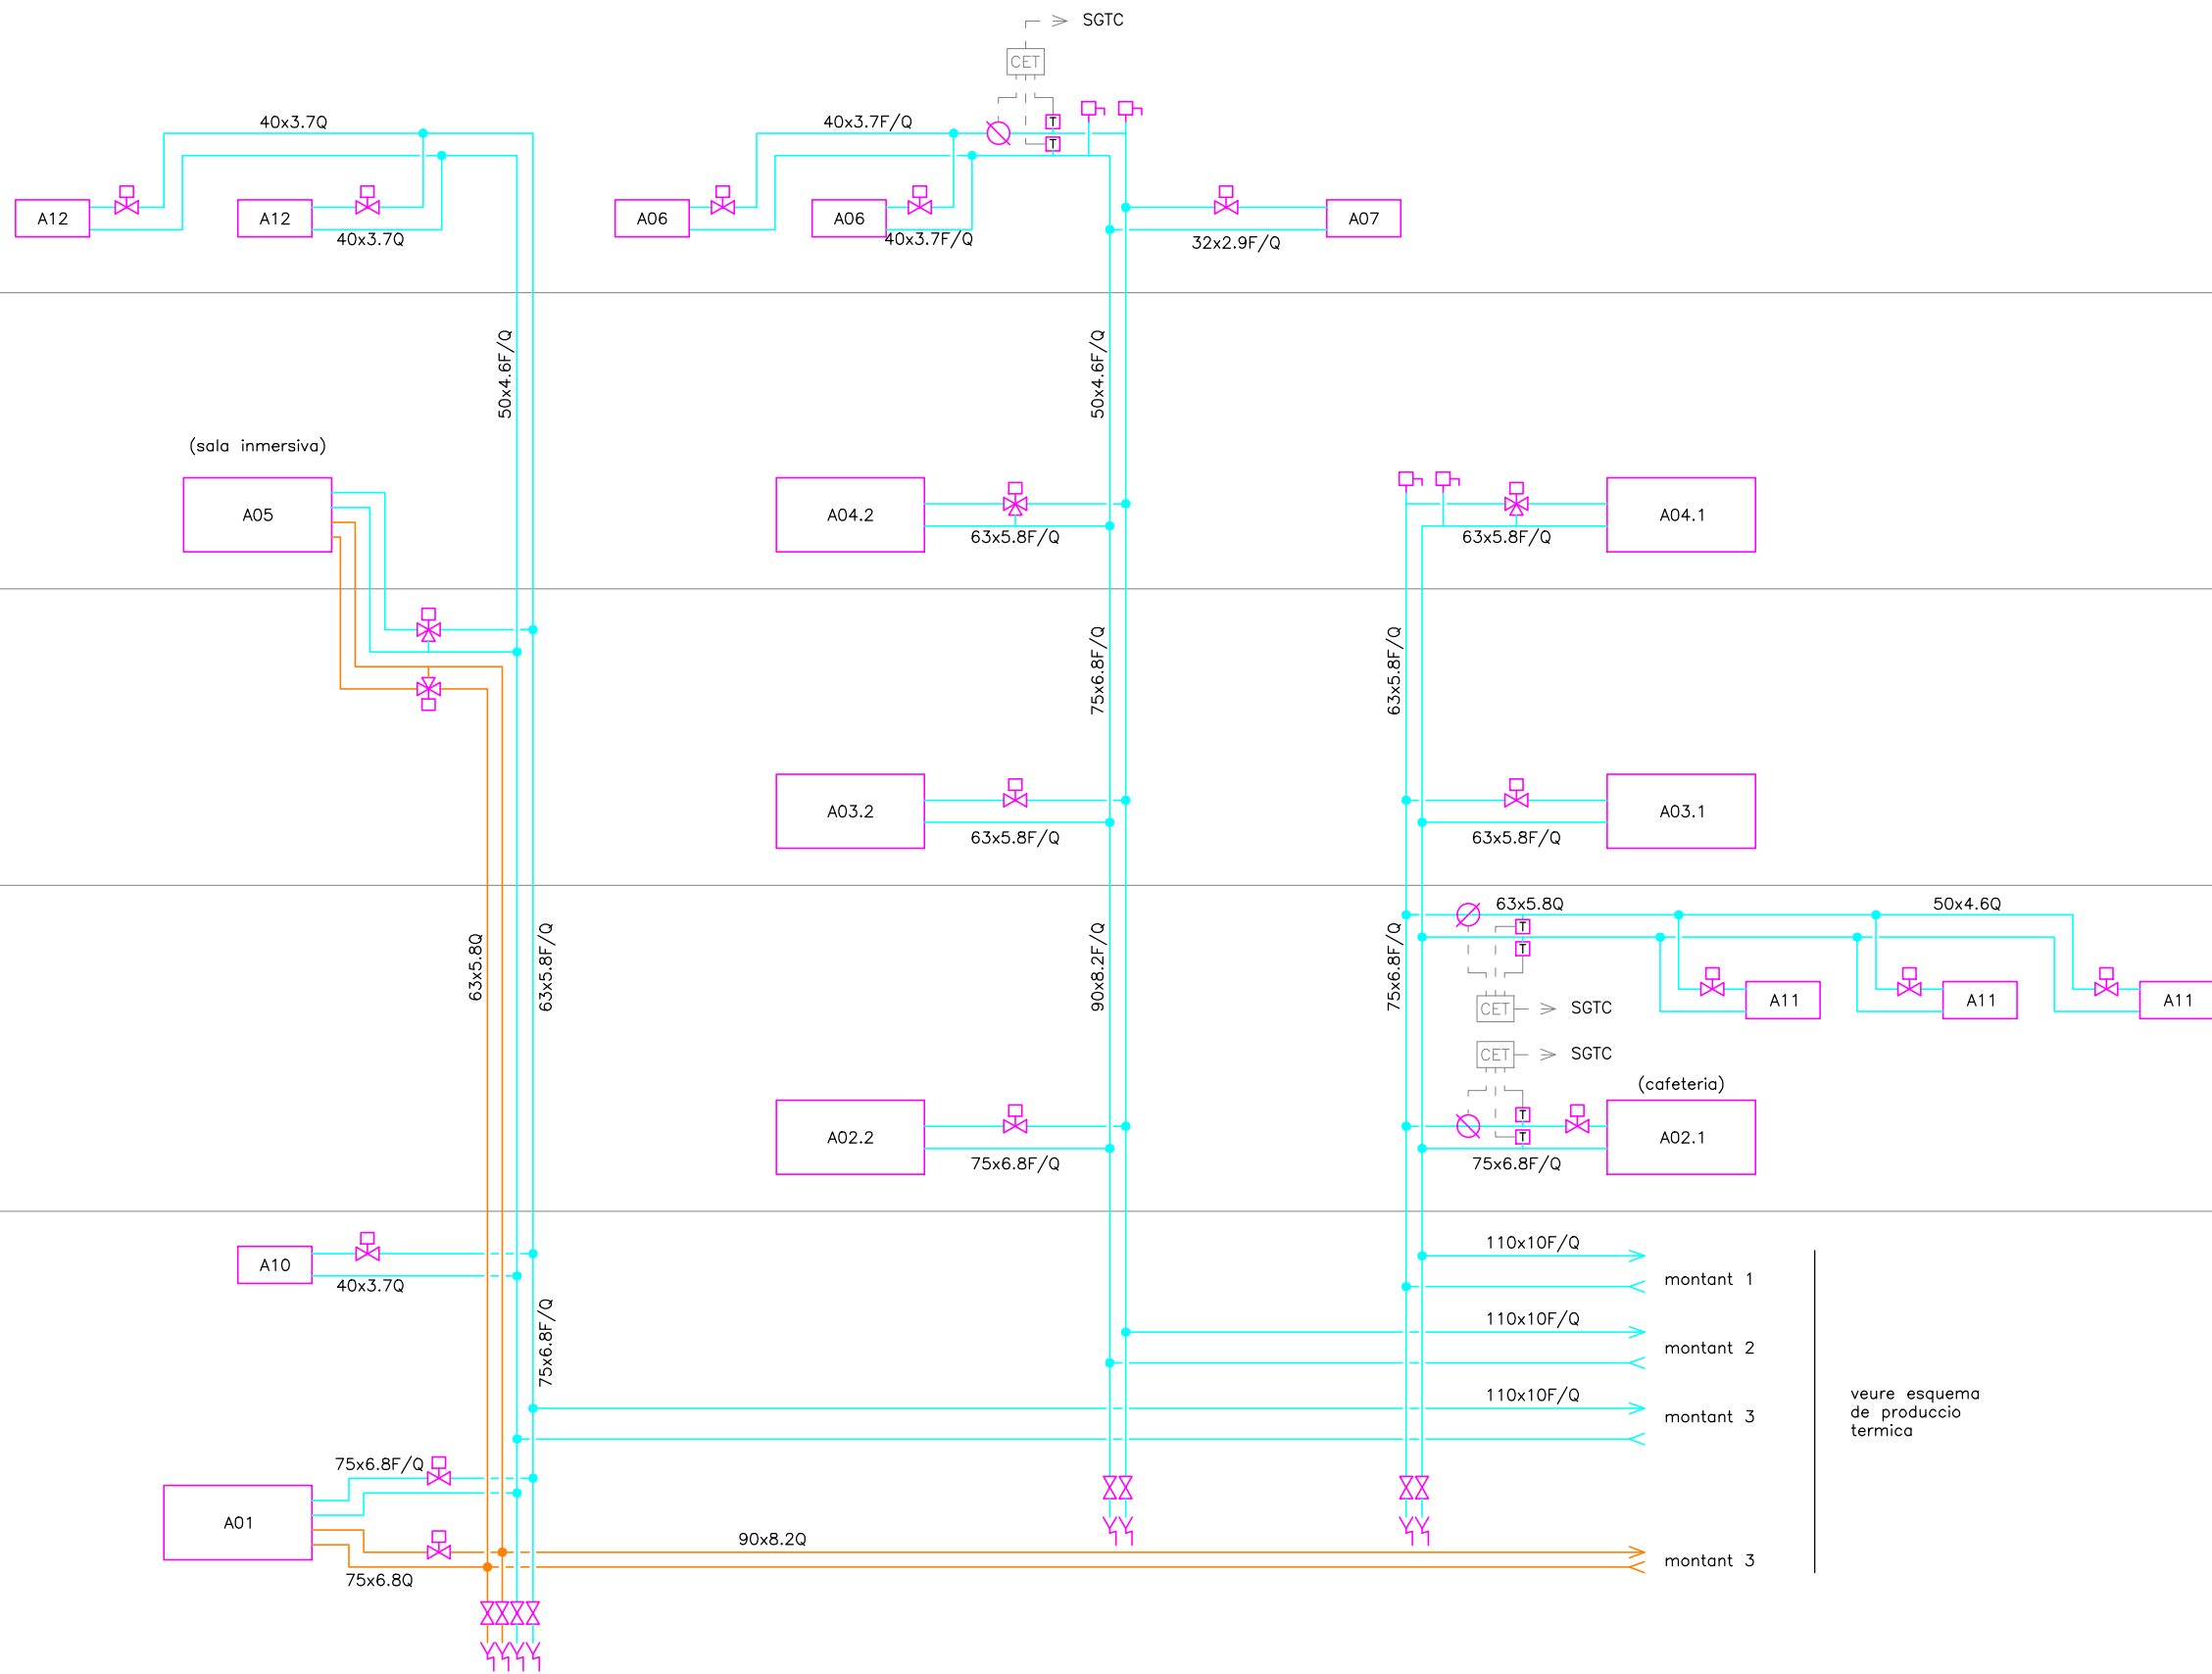 SGTC
CET
40x3.7Q
40x3.7F/Q
T
T
A12
A12
A06
A06
A07
40x3.7Q
40x3.7F/Q
32x2.9F/Q
50x4.6F/Q
50x4.6F/Q
(sala inmersiva)
A05
A04.2
A04.1
63x5.8F/Q
63x5.8F/Q
75x6.8F/Q
63x5.8F/Q
A03.2
A03.1
63x5.8F/Q
63x5.8F/Q
63x5.8Q
50x4.6Q
T
T
63x5.8Q
63x5.8F/Q
90x8.2F/Q
75x6.8F/Q
A11
A11
A11
CET
SGTC
CET
SGTC
(cafeteria)
T
T
A02.2
A02.1
75x6.8F/Q
75x6.8F/Q
A10
40x3.7Q
110x10F/Q
montant 1
110x10F/Q
montant 2
75x6.8F/Q
110x10F/Q
montant 3
veure esquema
de produccio
termica
75x6.8F/Q
A01
90x8.2Q
montant 3
75x6.8Q